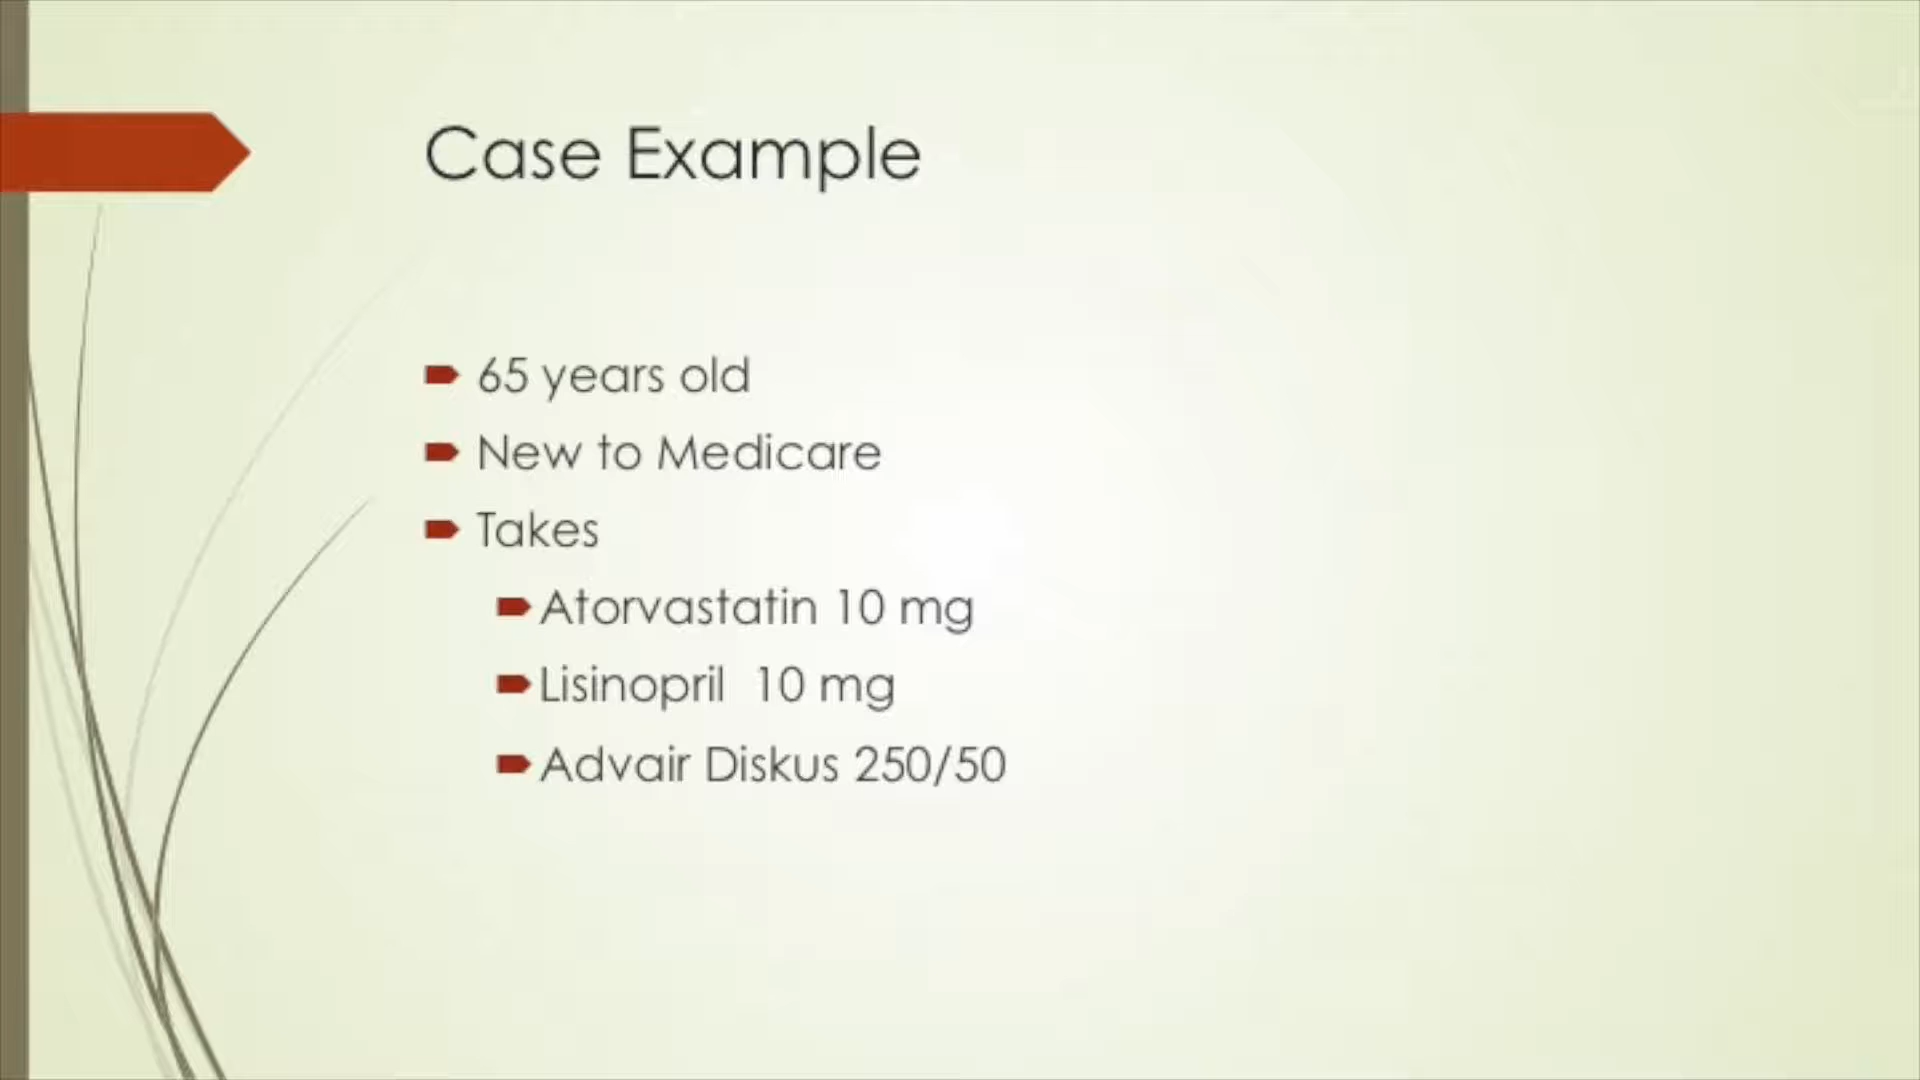 Case Example
65 years old
New to Medicare
Takes
Atorvastatin 10 mg
Lisinopril  10 mg
Advair Diskus 250/50